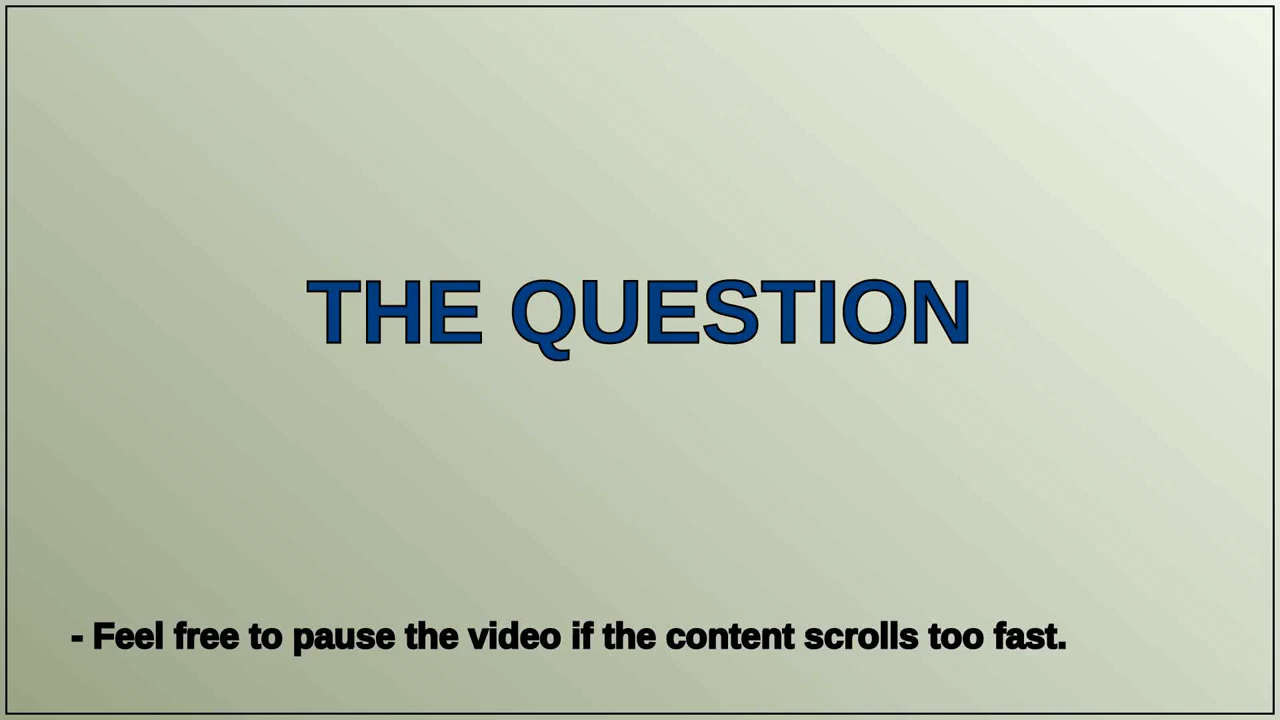 THE QUESTION
- Feel free to pause the video if the content scrolls too fast.